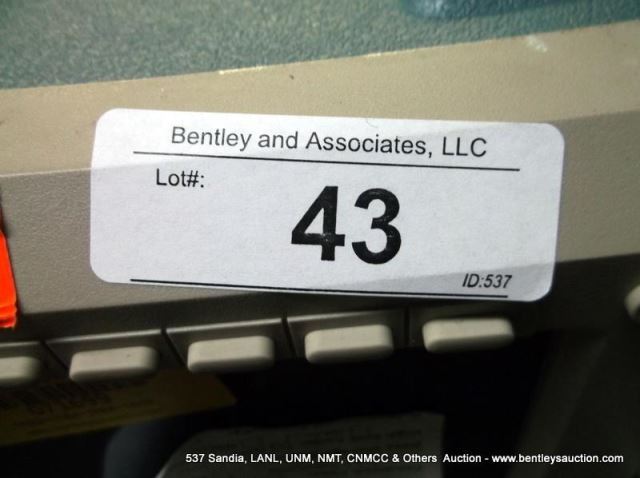 Bentley and Associates, LLC
Lot#:
43
ID:537
537 Sandia, LANL, UNM, NMT, CNMCC & Others Auction - www.bentleysauction.com